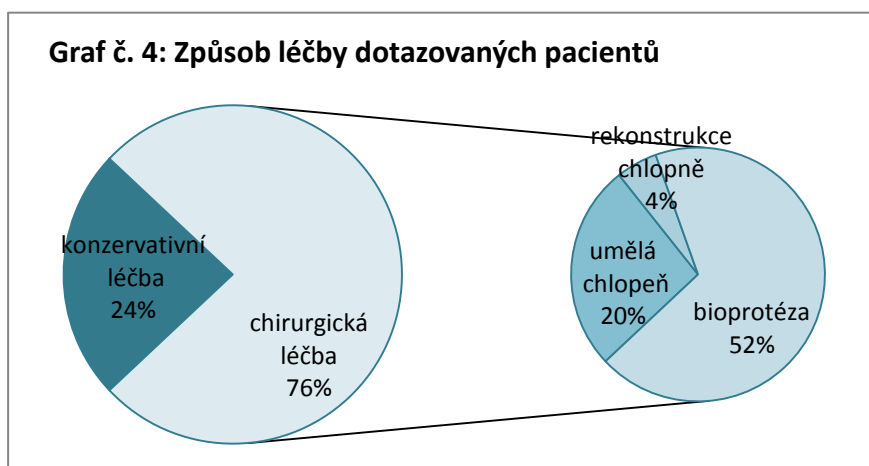 Graf č. 4: Způsob léčby dotazovaných pacientů
konzervativní
léčba
24%
chirurgická
léčba
76%
rekonstrukce
chlopně
4%
umělá
chlopeň
20%
bioprotéza
52%